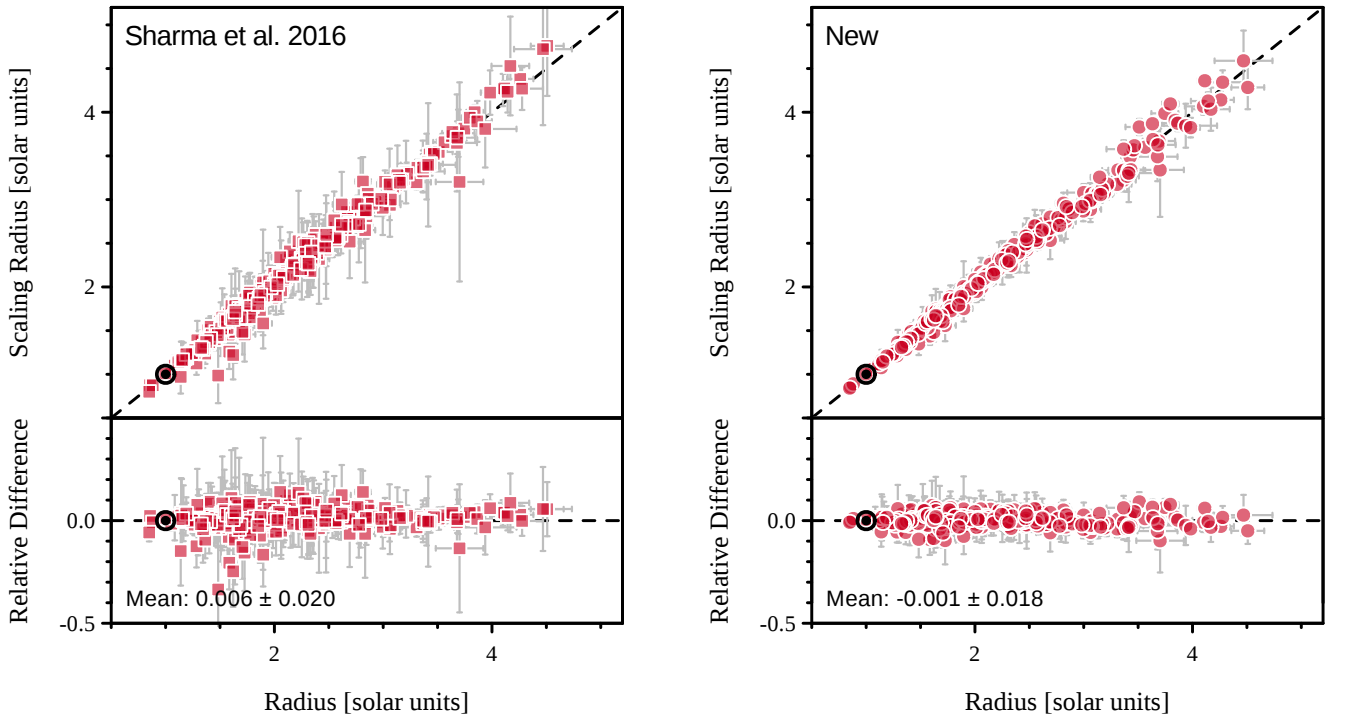 Sharma et al. 2016
Scaling Radius [solar units]
4
2
Relative Difference
0.0
-0.5
Mean: 0.006 ± 0.020
2
4
Radius [solar units]
New
Scaling Radius [solar units]
4
2
Relative Difference
0.0
-0.5
Mean: -0.001 ± 0.018
2
4
Radius [solar units]